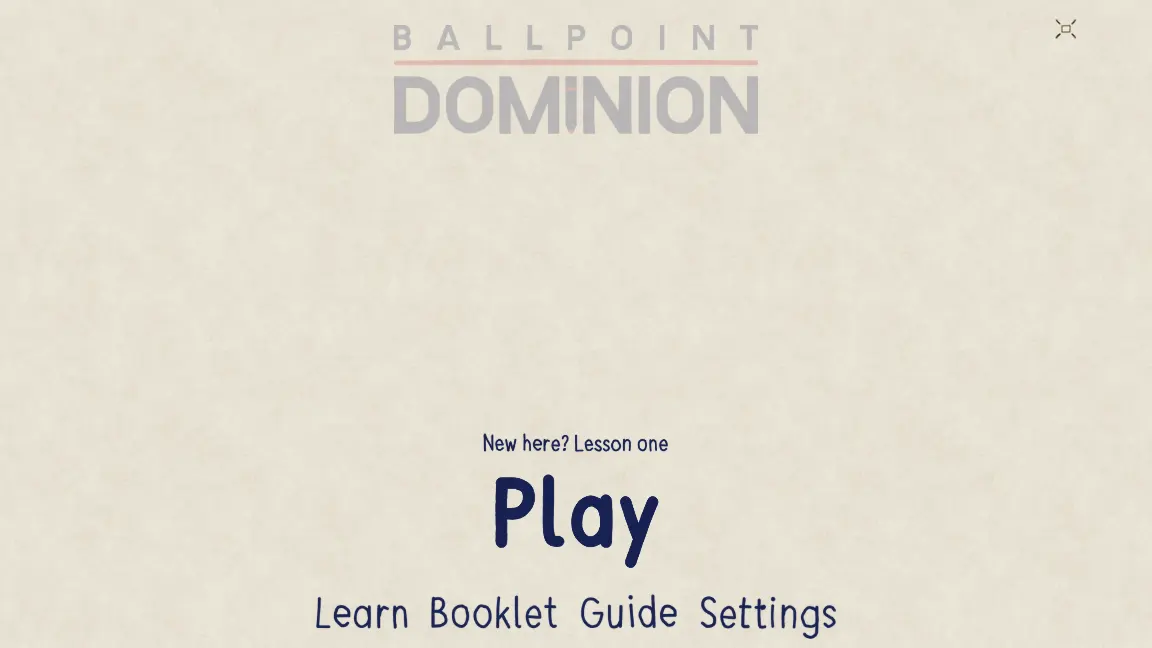 BALLPOINT
DOMINION
New here? Lesson one
Play
Learn Booklet Guide Settings